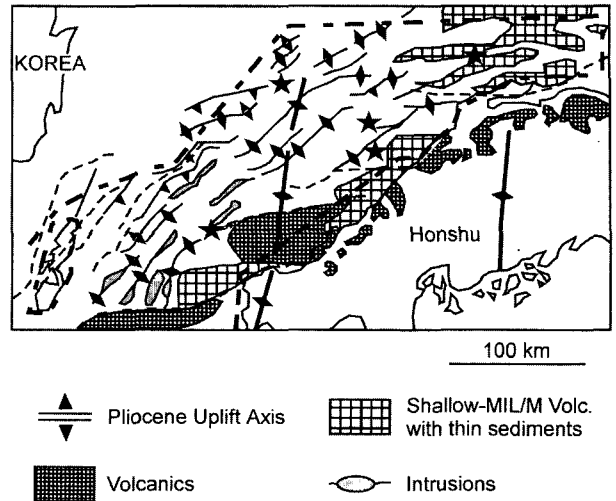 KOREA
Honshu
100 km
Pliocene Uplift Axis
Shallow-MIL/M Volc.
with thin sediments
Volcanics
Intrusions